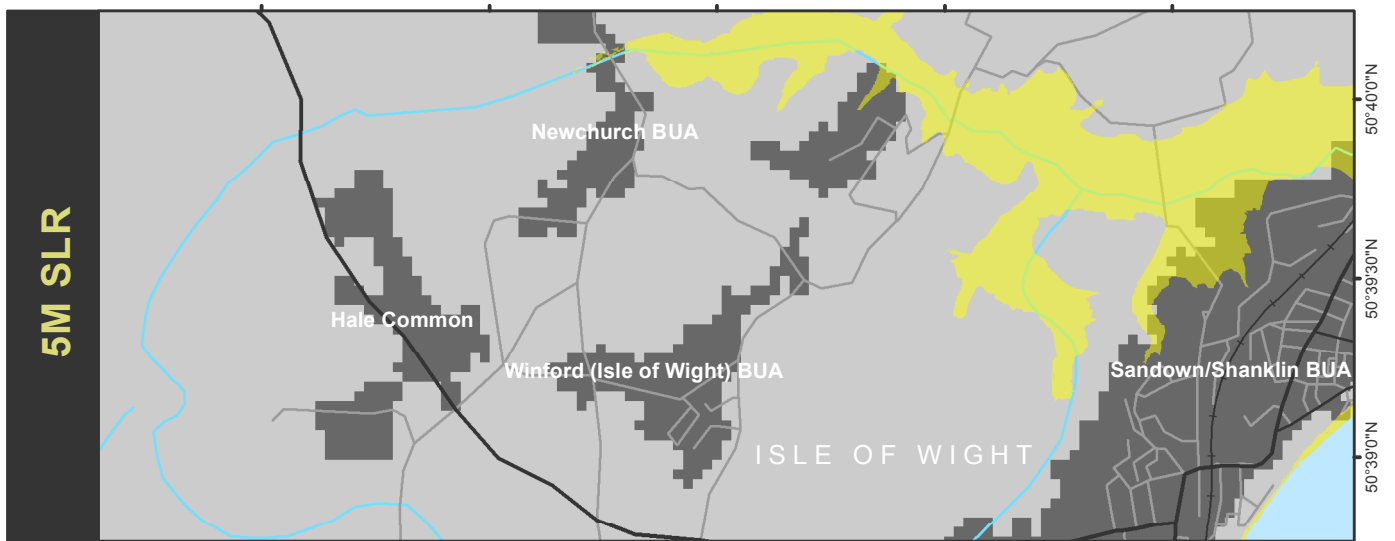 5M SLR
Newchurch BUA
Hale Common
Winford (Isle of Wight) BUA
Sandown/Shanklin BUA
ISLE OF WIGHT
50°40'0"N
50°39'30"N
50°39'0"N